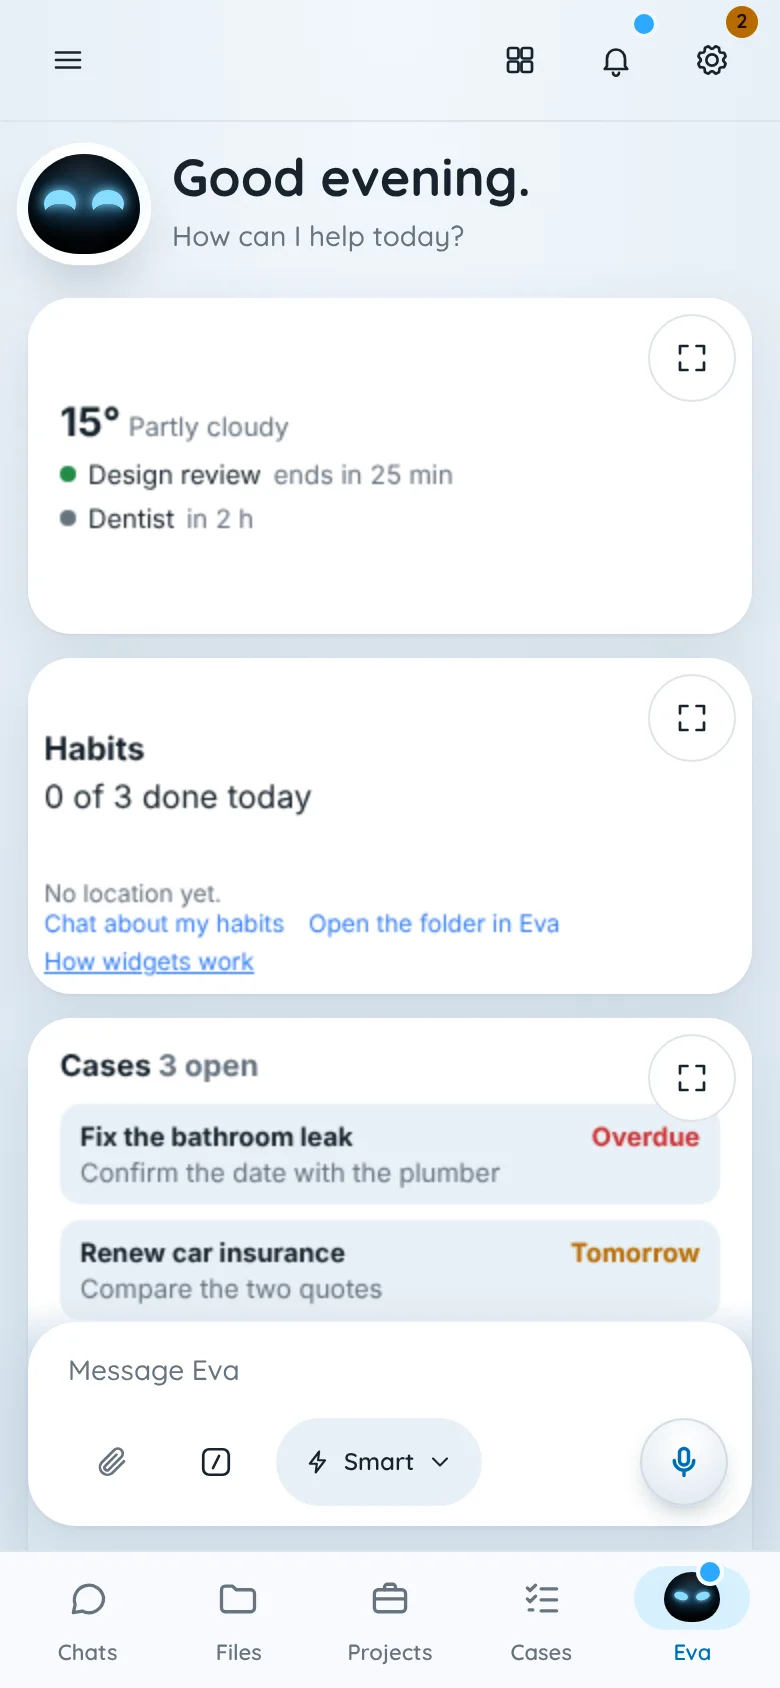 2
Good evening.
How can I help today?
15° Partly cloudy
Design review ends in 25 min
Dentist in 2 h
Habits
0 of 3 done today
No location yet.
Chat about my habits Open the folder in Eva
How widgets work
Cases 3 open
Fix the bathroom leak Overdue
Confirm the date with the plumber
Renew car insurance Tomorrow
Compare the two quotes
Message Eva
Smart
Chats Files Projects Cases Eva